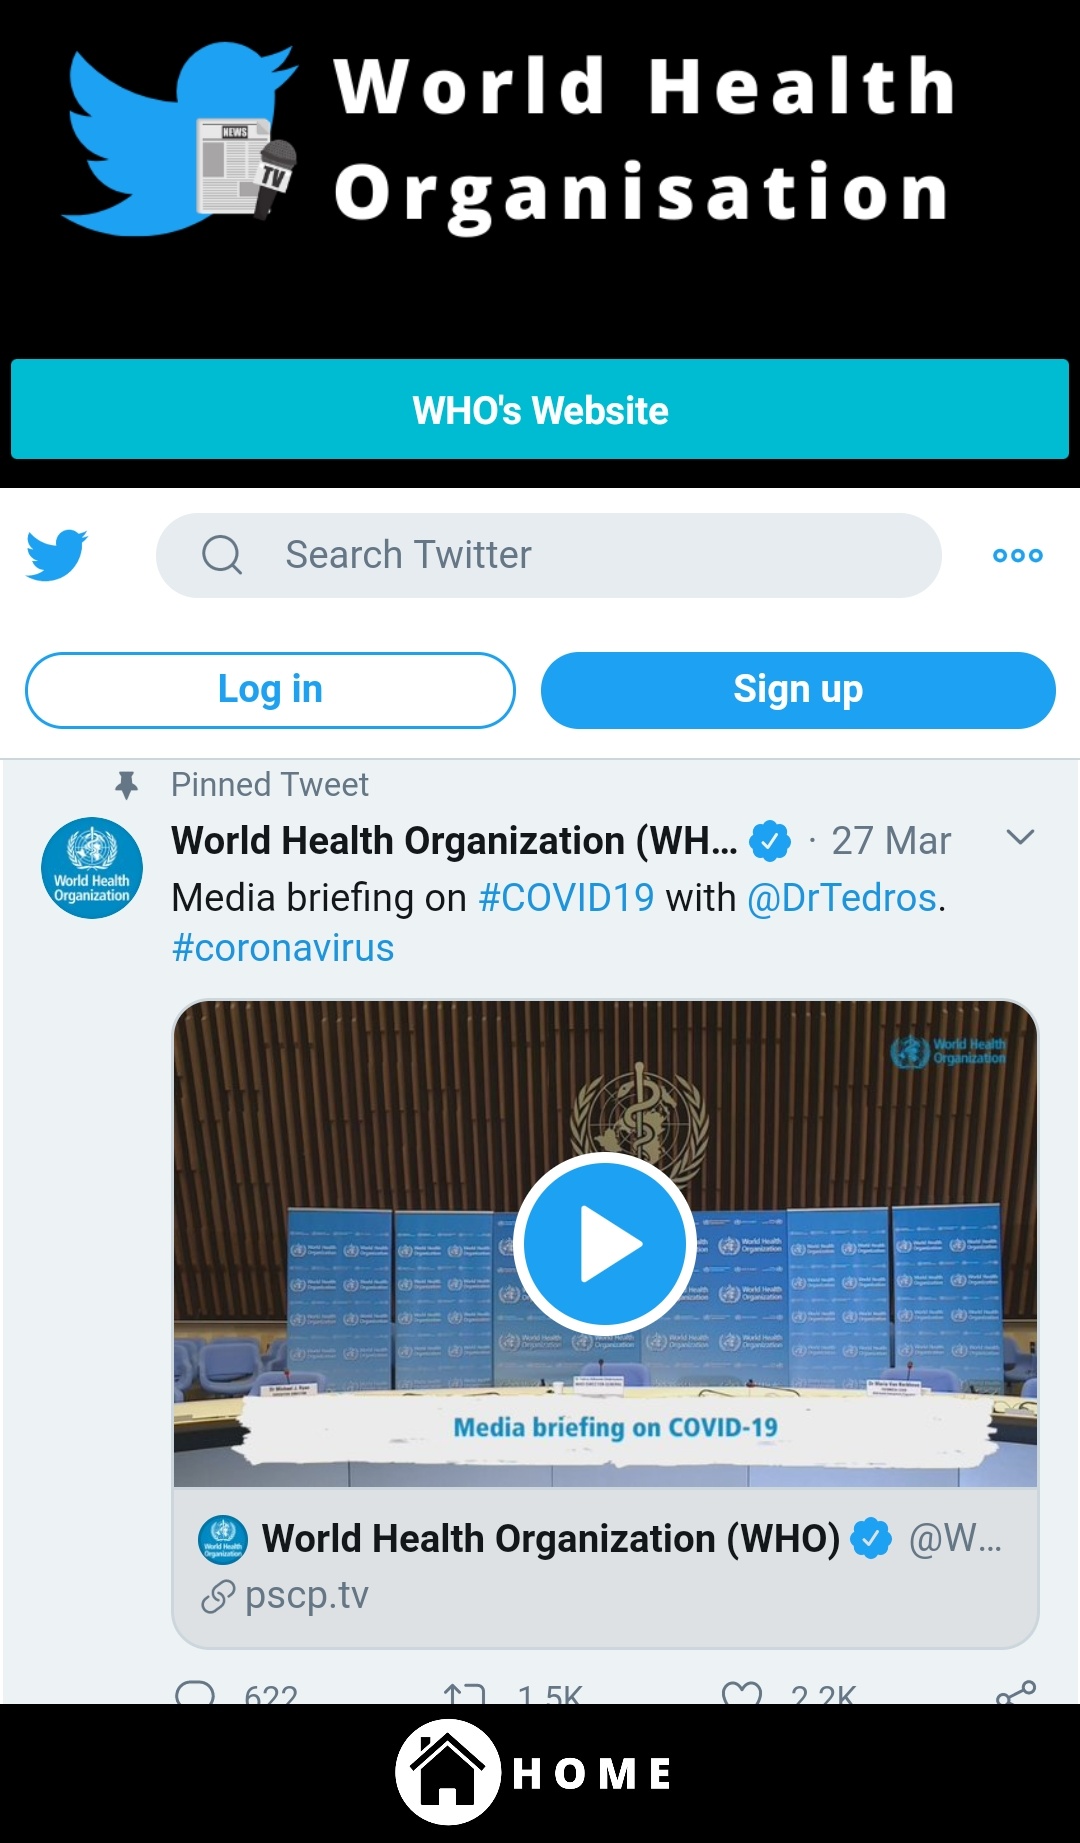 World Health
Organisation
NEWS
TV
WHO's Website
Search Twitter
Log in
Sign up
Pinned Tweet
World Health Organization (WH... · 27 Mar
World Health
Organization
Media briefing on #COVID19 with @DrTedros.
#coronavirus
World Health
Organization
Media briefing on COVID-19
World Health Organization (WHO) @W...
pscp.tv
622 1.5K 2.2K
HOME